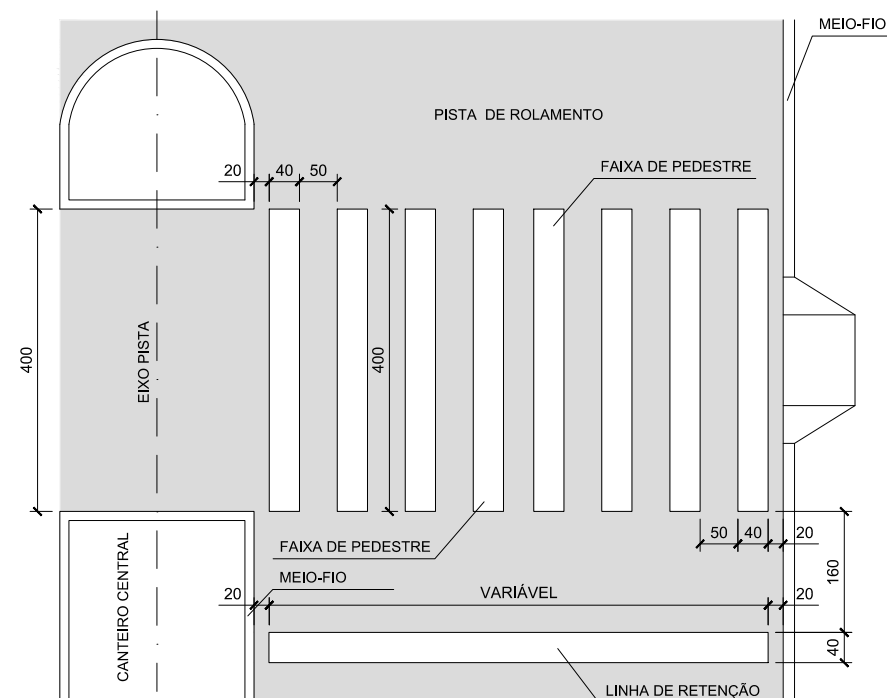 MEIO-FIO
PISTA DE ROLAMENTO
FAIXA DE PEDESTRE
20 40 50
400
EIXO PISTA
400
50 40 20
FAIXA DE PEDESTRE
MEIO-FIO
20 VARIÁVEL 20
160
40
CANTEIRO CENTRAL
LINHA DE RETENÇÃO